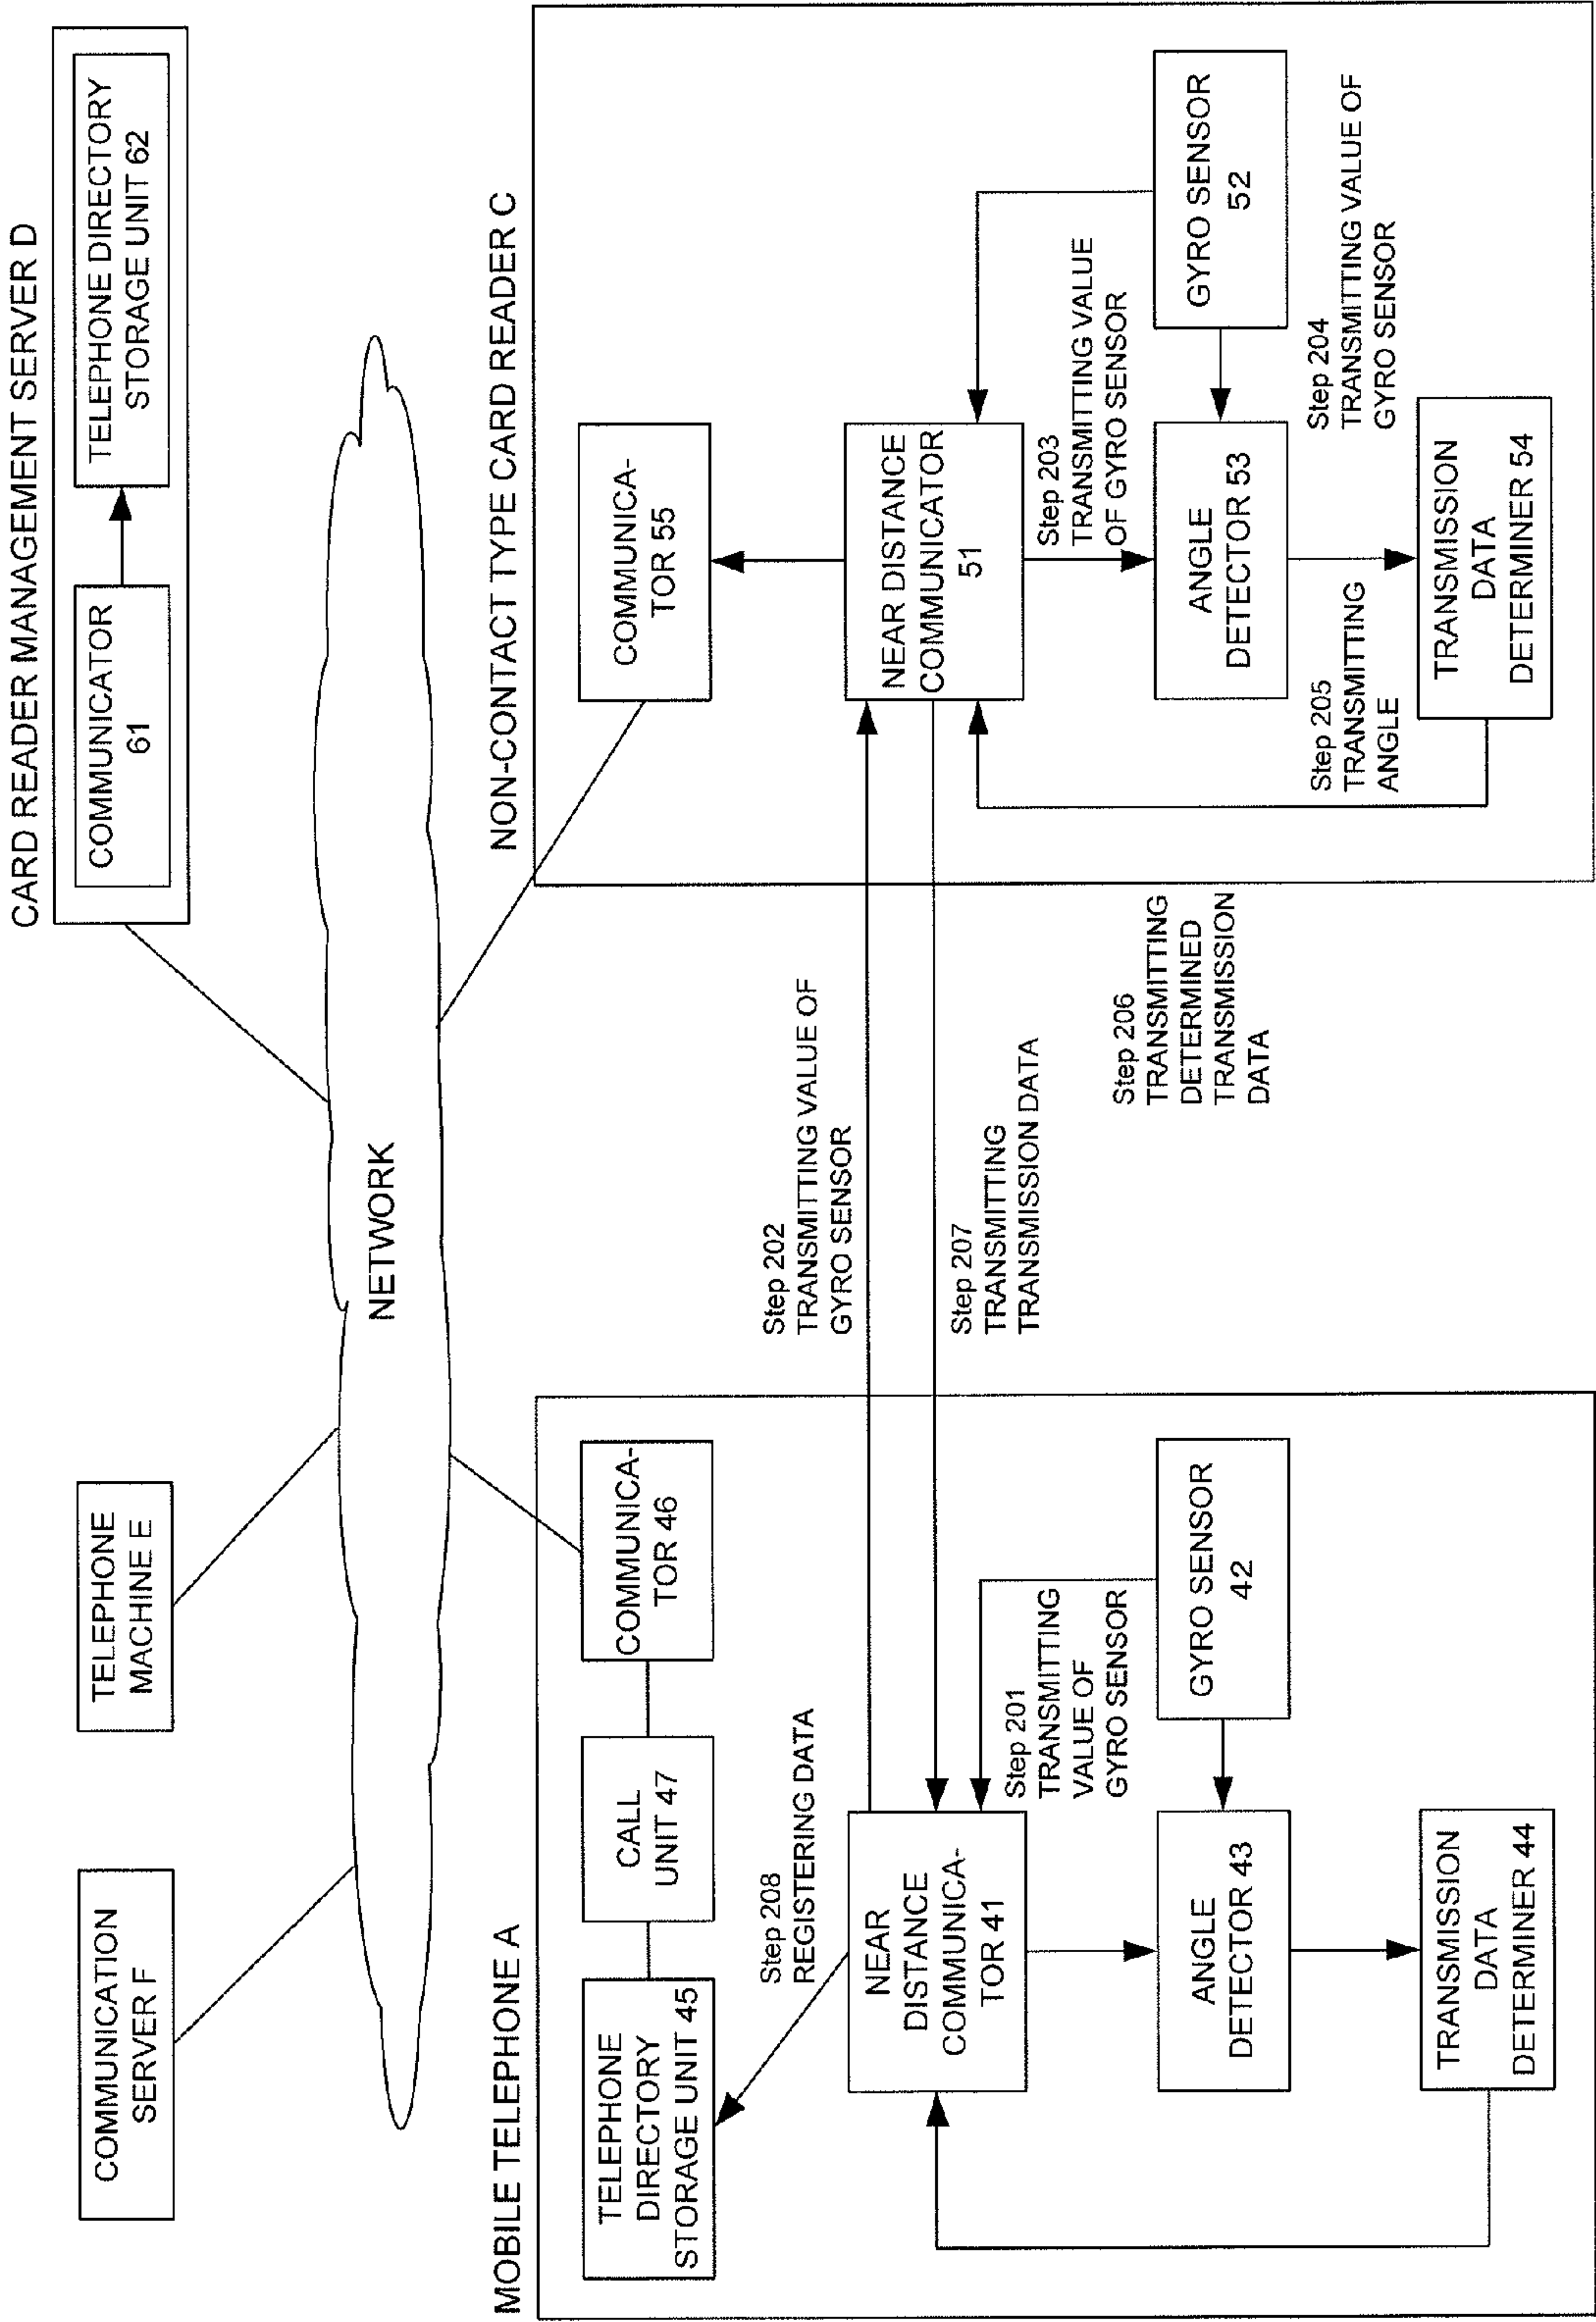 COMMUNICATION
SERVER F
TELEPHONE
MACHINE E
CARD READER MANAGEMENT SERVER D
COMMUNICATOR
61
TELEPHONE DIRECTORY
STORAGE UNIT 62
NETWORK
MOBILE TELEPHONE A
TELEPHONE
DIRECTORY
STORAGE UNIT 45
CALL
UNIT 47
COMMUNICA-
TOR 46
Step 208
REGISTERING DATA
NEAR
DISTANCE
COMMUNICA-
TOR 41
Step 201
TRANSMITTING
VALUE OF
GYRO SENSOR
ANGLE
DETECTOR 43
GYRO SENSOR
42
TRANSMISSION
DATA
DETERMINER 44
Step 202
TRANSMITTING VALUE OF
GYRO SENSOR
Step 207
TRANSMITTING
TRANSMISSION DATA
Step 206
TRANSMITTING
DETERMINED
TRANSMISSION
DATA
NON-CONTACT TYPE CARD READER C
COMMUNICA-
TOR 55
NEAR DISTANCE
COMMUNICATOR
51
Step 203
TRANSMITTING VALUE
OF GYRO SENSOR
ANGLE
DETECTOR 53
GYRO SENSOR
52
Step 204
TRANSMITTING VALUE OF
GYRO SENSOR
Step 205
TRANSMITTING
ANGLE
TRANSMISSION
DATA
DETERMINER 54